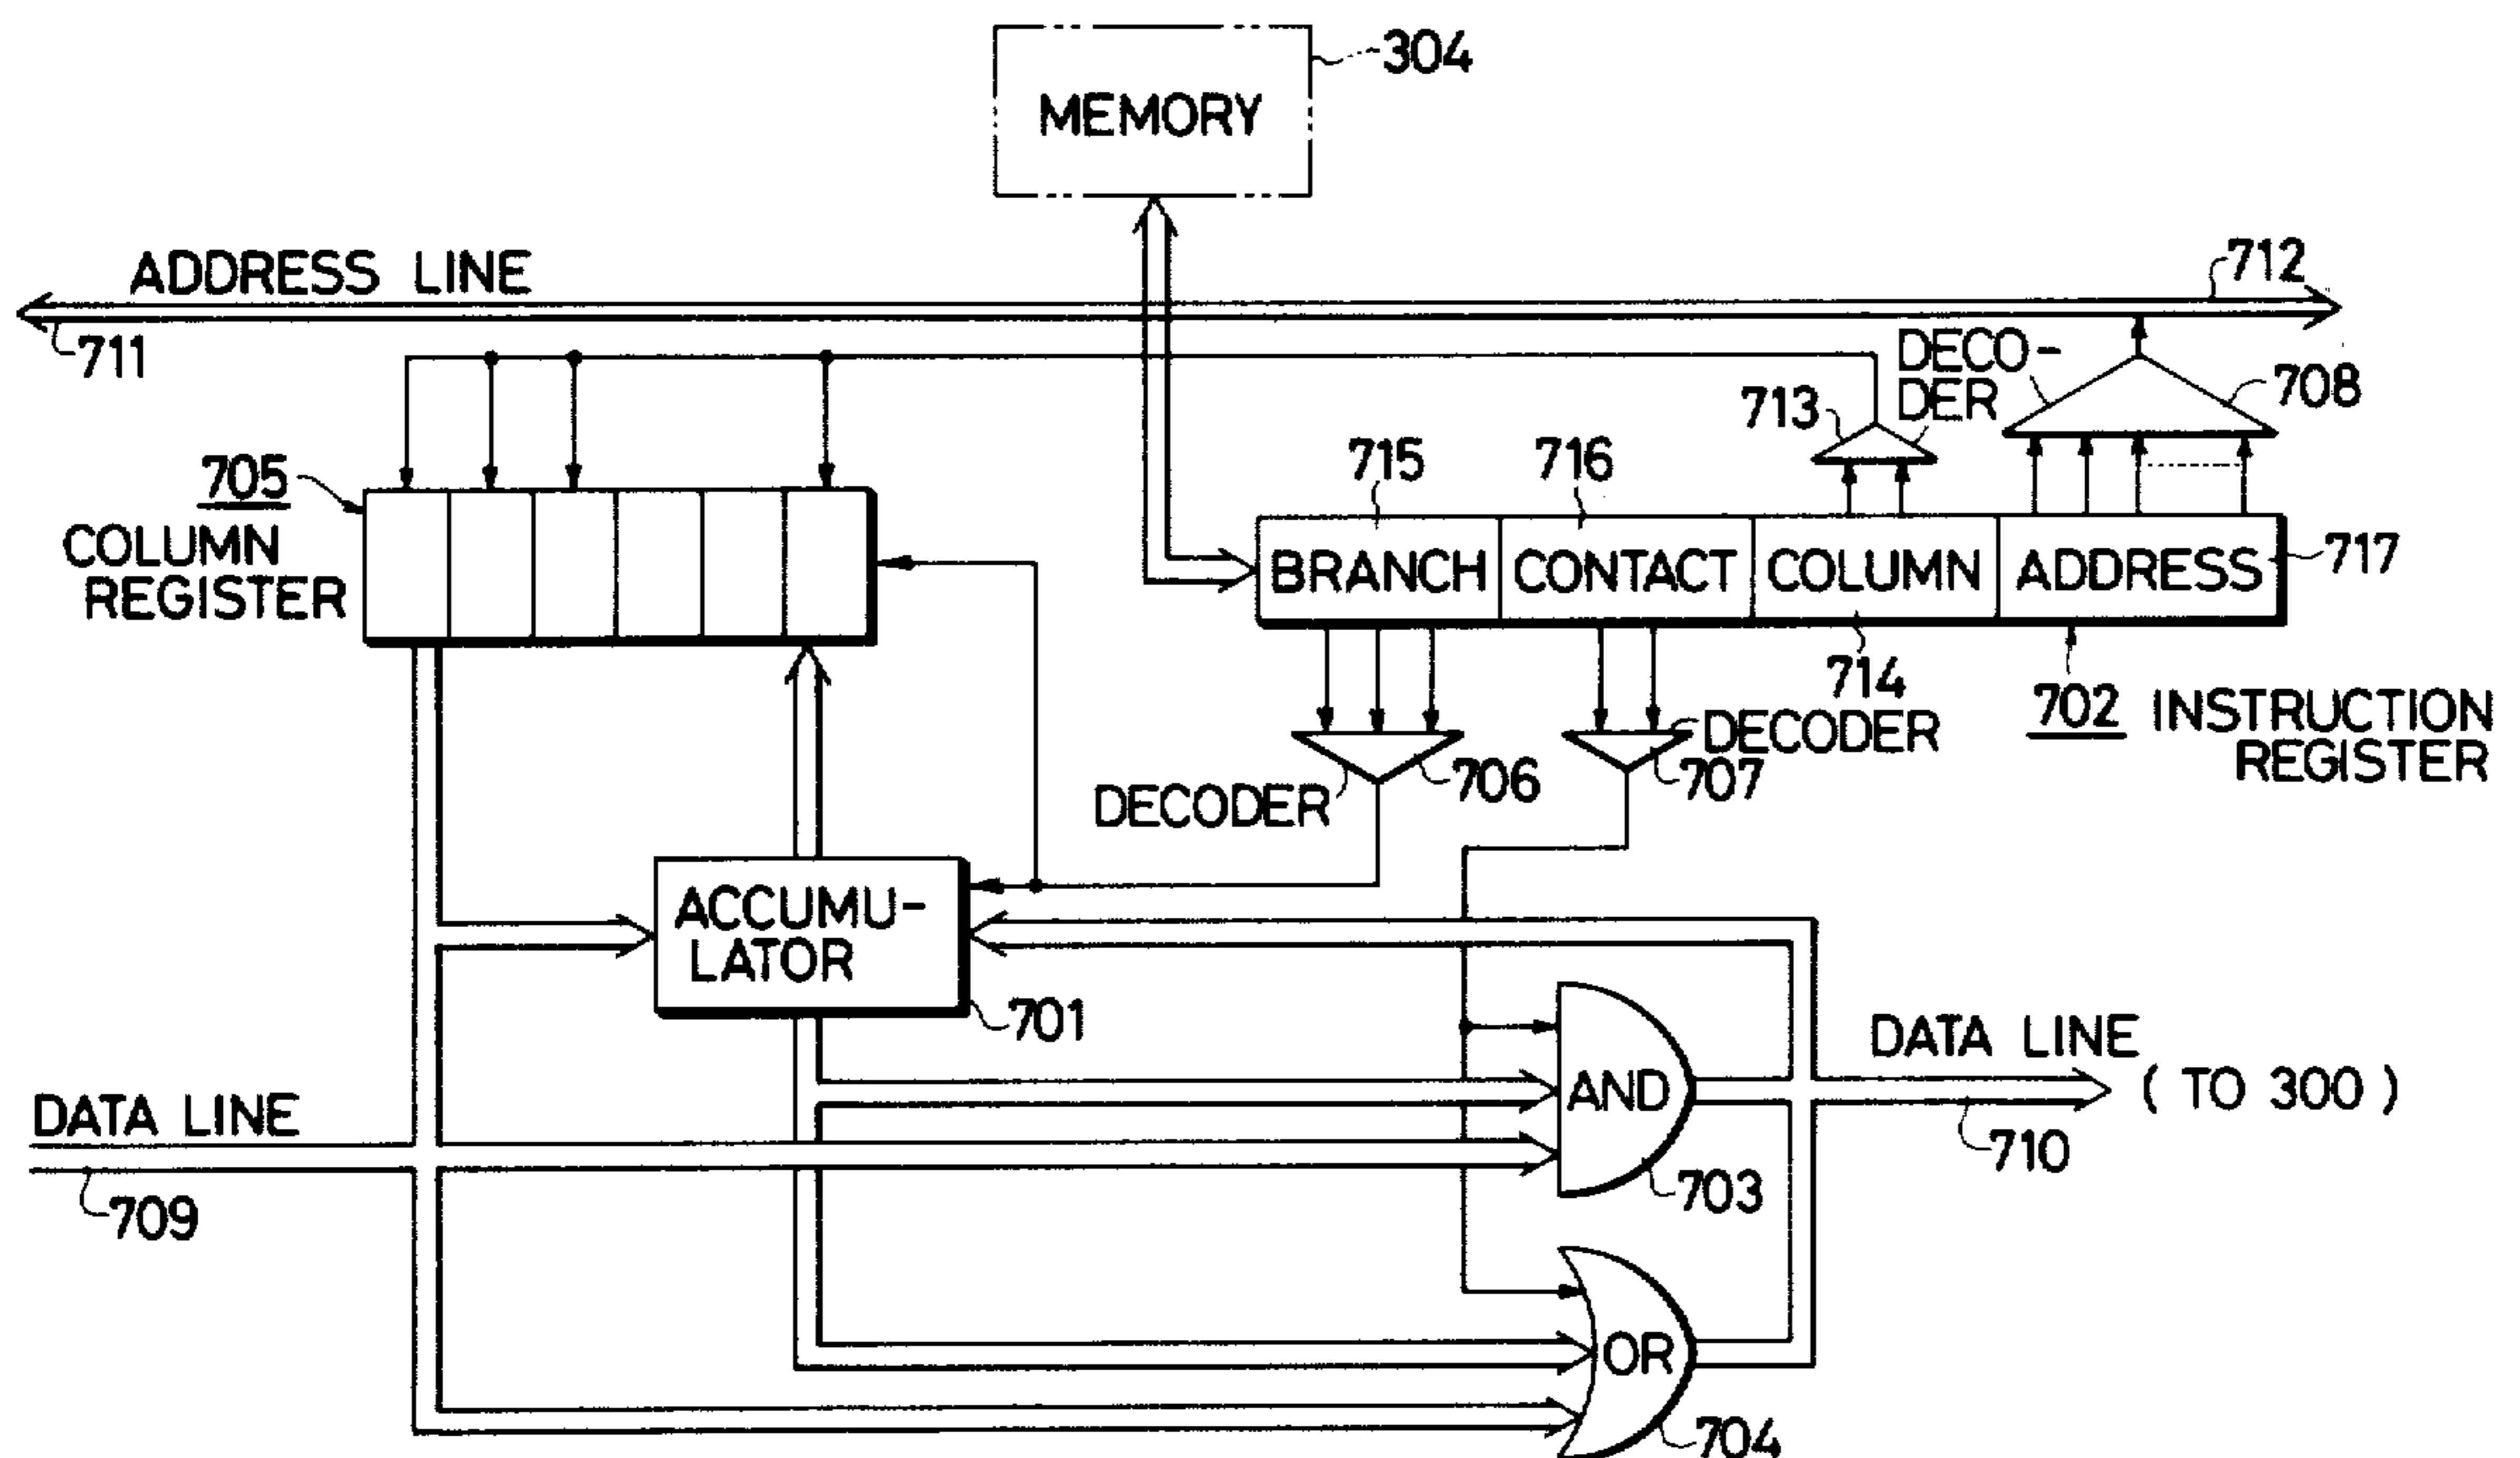 304
MEMORY
ADDRESS LINE
712
711
DECO-
DER
708
713
715
716
705
COLUMN
REGISTER
BRANCH
CONTACT
COLUMN
ADDRESS
717
714
702
INSTRUCTION
REGISTER
DECODER
707
706
DECODER
ACCUMU-
LATOR
701
DATA LINE
( TO 300 )
AND
DATA LINE
710
703
709
OR
704